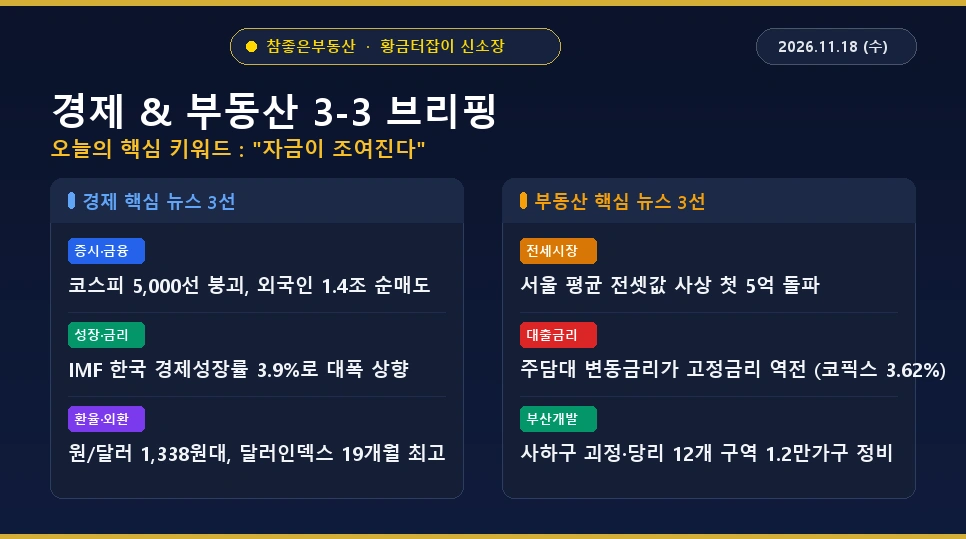 참좋은부동산 · 황금터잡이 신소장
2026.11.18 (수)
경제 & 부동산 3-3 브리핑
오늘의 핵심 키워드 : "자금이 조여진다"
경제 핵심 뉴스 3선
증시·금융
코스피 5,000선 붕괴, 외국인 1.4조 순매도
성장·금리
IMF 한국 경제성장률 3.9%로 대폭 상향
환율·외환
원/달러 1,338원대, 달러인덱스 19개월 최고
부동산 핵심 뉴스 3선
전세시장
서울 평균 전셋값 사상 첫 5억 돌파
대출금리
주담대 변동금리가 고정금리 역전 (코픽스 3.62%)
부산개발
사하구 괴정·당리 12개 구역 1.2만가구 정비